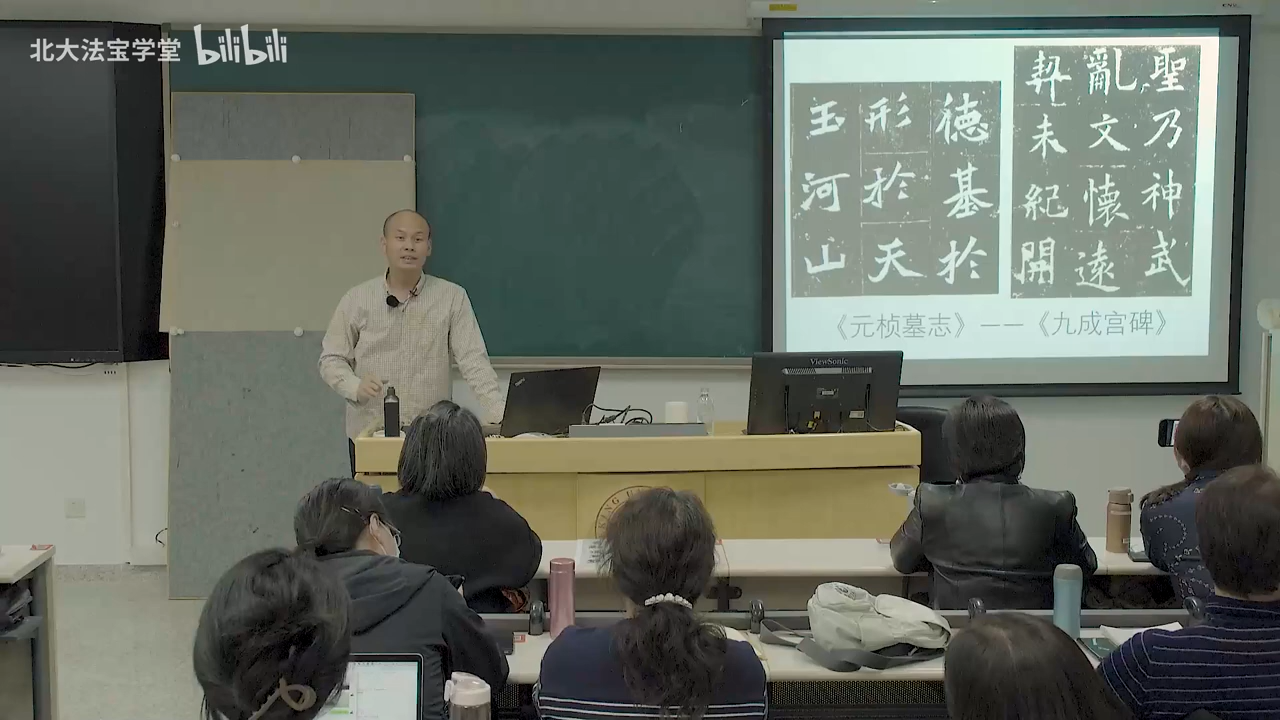 北大法宝学堂 bilibili
聖乃神武
亂文懷遠
契未紀開
德基於
形於天
玉河山
《元桢墓志》——《九成宫碑》
ViewSonic